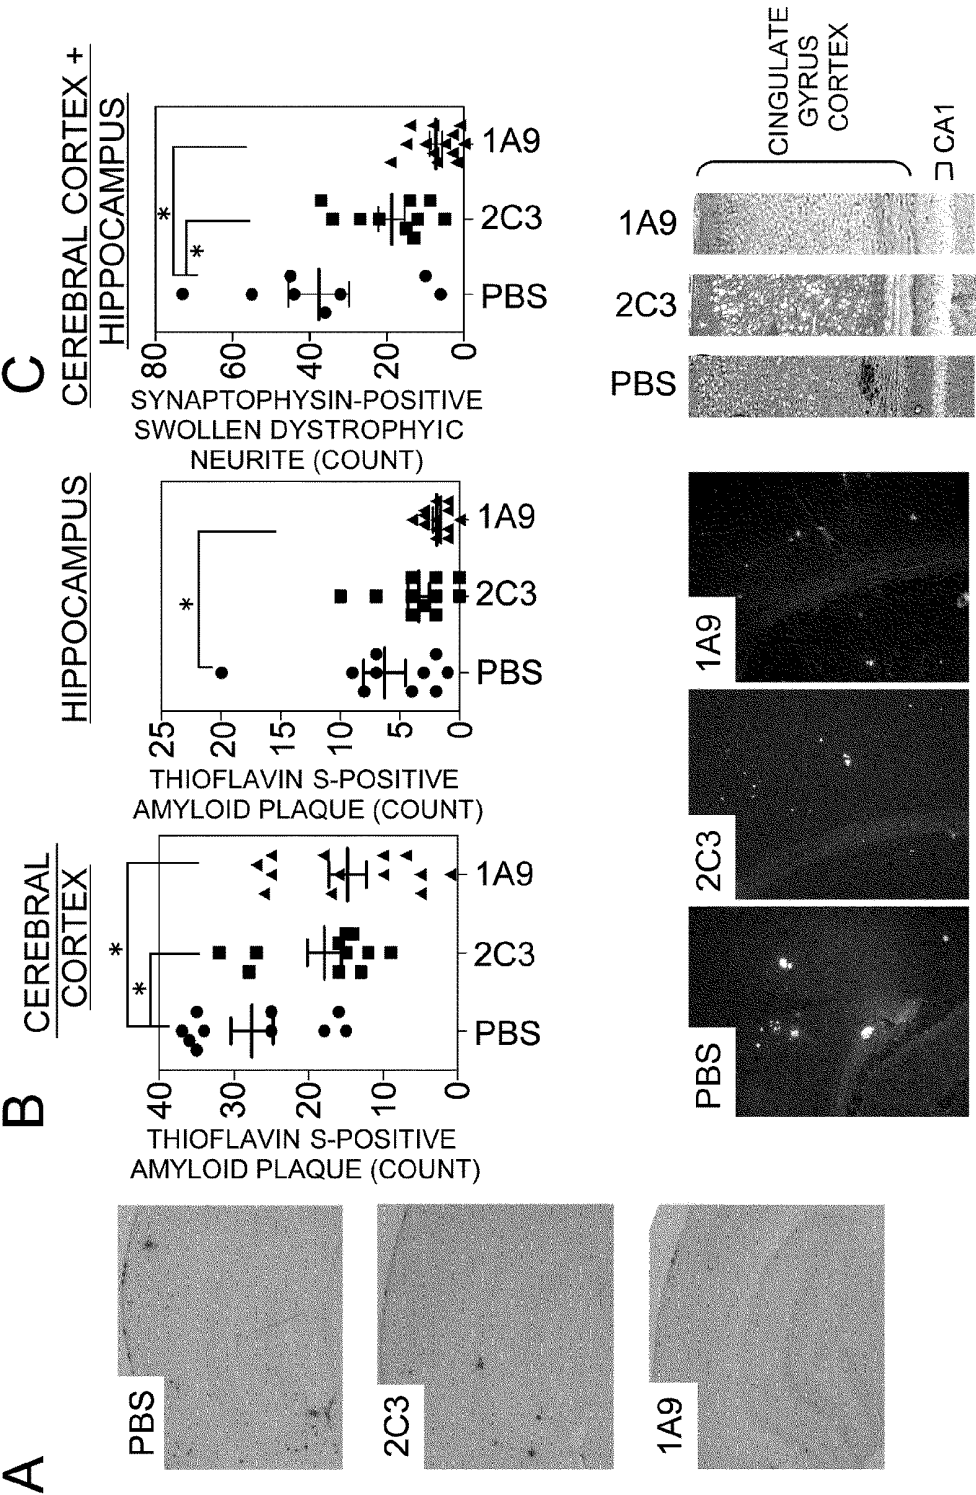 A
PBS
2C3
1A9
B
CEREBRAL
CORTEX
THIOFLAVIN S-POSITIVE
AMYLOID PLAQUE (COUNT)
40
30
20
10
0
*
*
PBS
2C3
1A9
HIPPOCAMPUS
THIOFLAVIN S-POSITIVE
AMYLOID PLAQUE (COUNT)
25
20
15
10
5
0
*
PBS
2C3
1A9
PBS
2C3
1A9
C
CEREBRAL CORTEX +
HIPPOCAMPUS
SYNAPTOPHYSIN-POSITIVE
SWOLLEN DYSTROPHYIC
NEURITE (COUNT)
80
60
40
20
0
*
*
PBS
2C3
1A9
PBS
2C3
1A9
CINGULATE
GYRUS
CORTEX
CA1